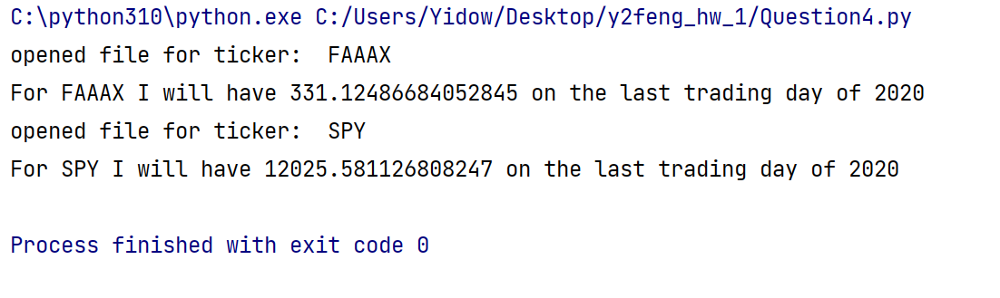 C:\python310\python.exe C:/Users/Yidow/Desktop/y2feng_hw_1/Question4.py
opened file for ticker:  FAAAX
For FAAAX I will have 331.12486684052845 on the last trading day of 2020
opened file for ticker:  SPY
For SPY I will have 12025.581126808247 on the last trading day of 2020
Process finished with exit code 0